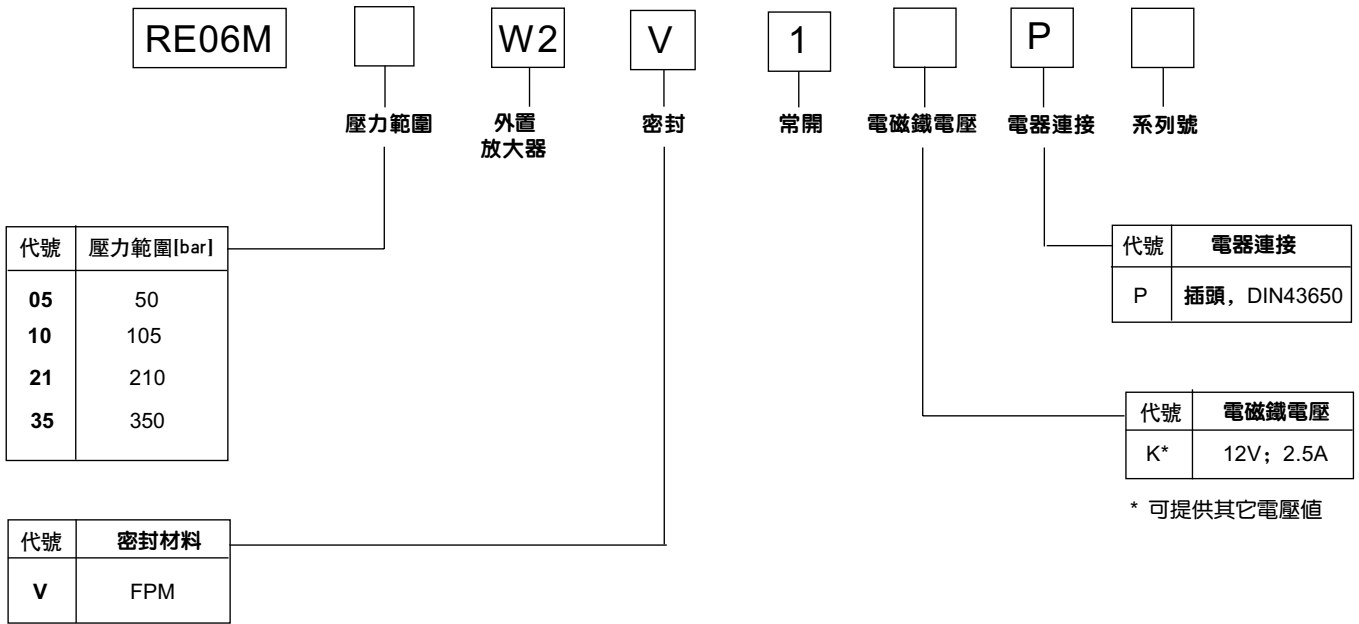 RE06M W2 V 1 P
壓力範圍 外置 密封 常開 電磁鐵電壓 電器連接 系列號
放大器
代號 壓力範圍[bar]
05 50
10 105
21 210
35 350
代號 電器連接
P 插頭，DIN43650
代號 電磁鐵電壓
K* 12V；2.5A
* 可提供其它電壓值
代號 密封材料
V FPM